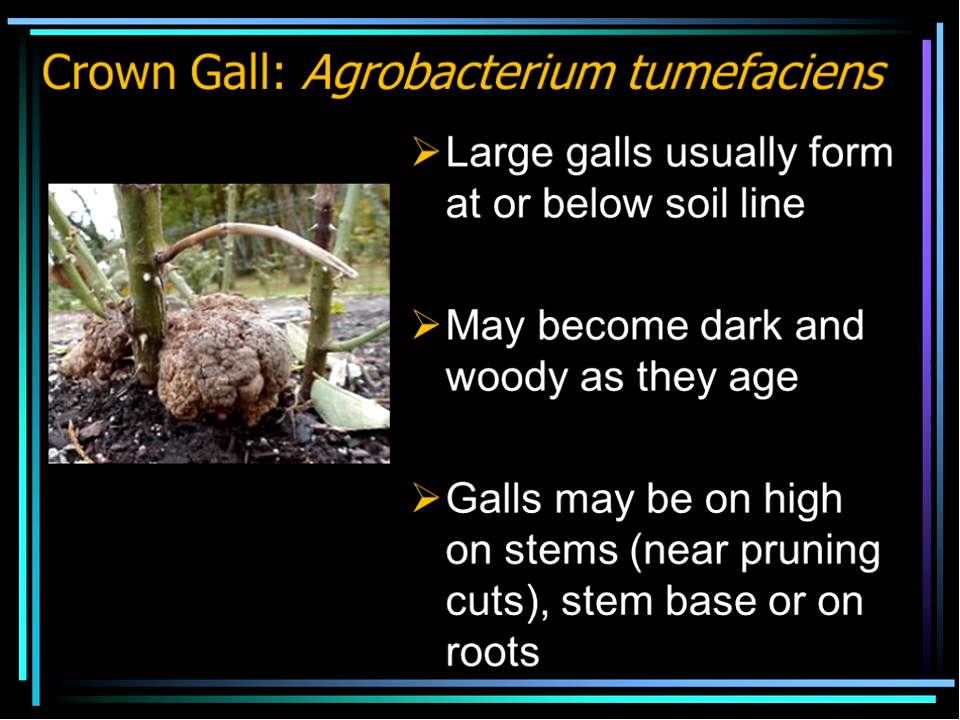 Crown Gall: Agrobacterium tumefaciens
➢Large galls usually form
at or below soil line
➢May become dark and
woody as they age
➢Galls may be on high
on stems (near pruning
cuts), stem base or on
roots